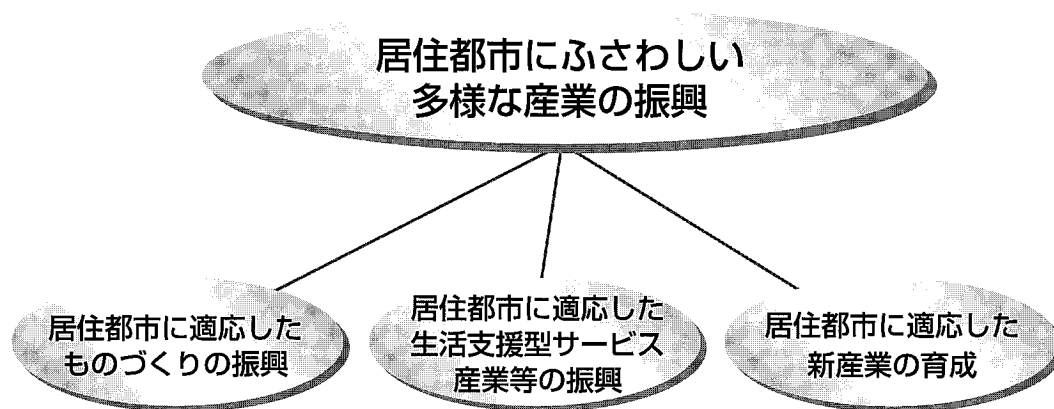 居住都市にふさわしい
多様な産業の振興
居住都市に適応した
ものづくりの振興
居住都市に適応した
生活支援型サービス
産業等の振興
居住都市に適応した
新産業の育成